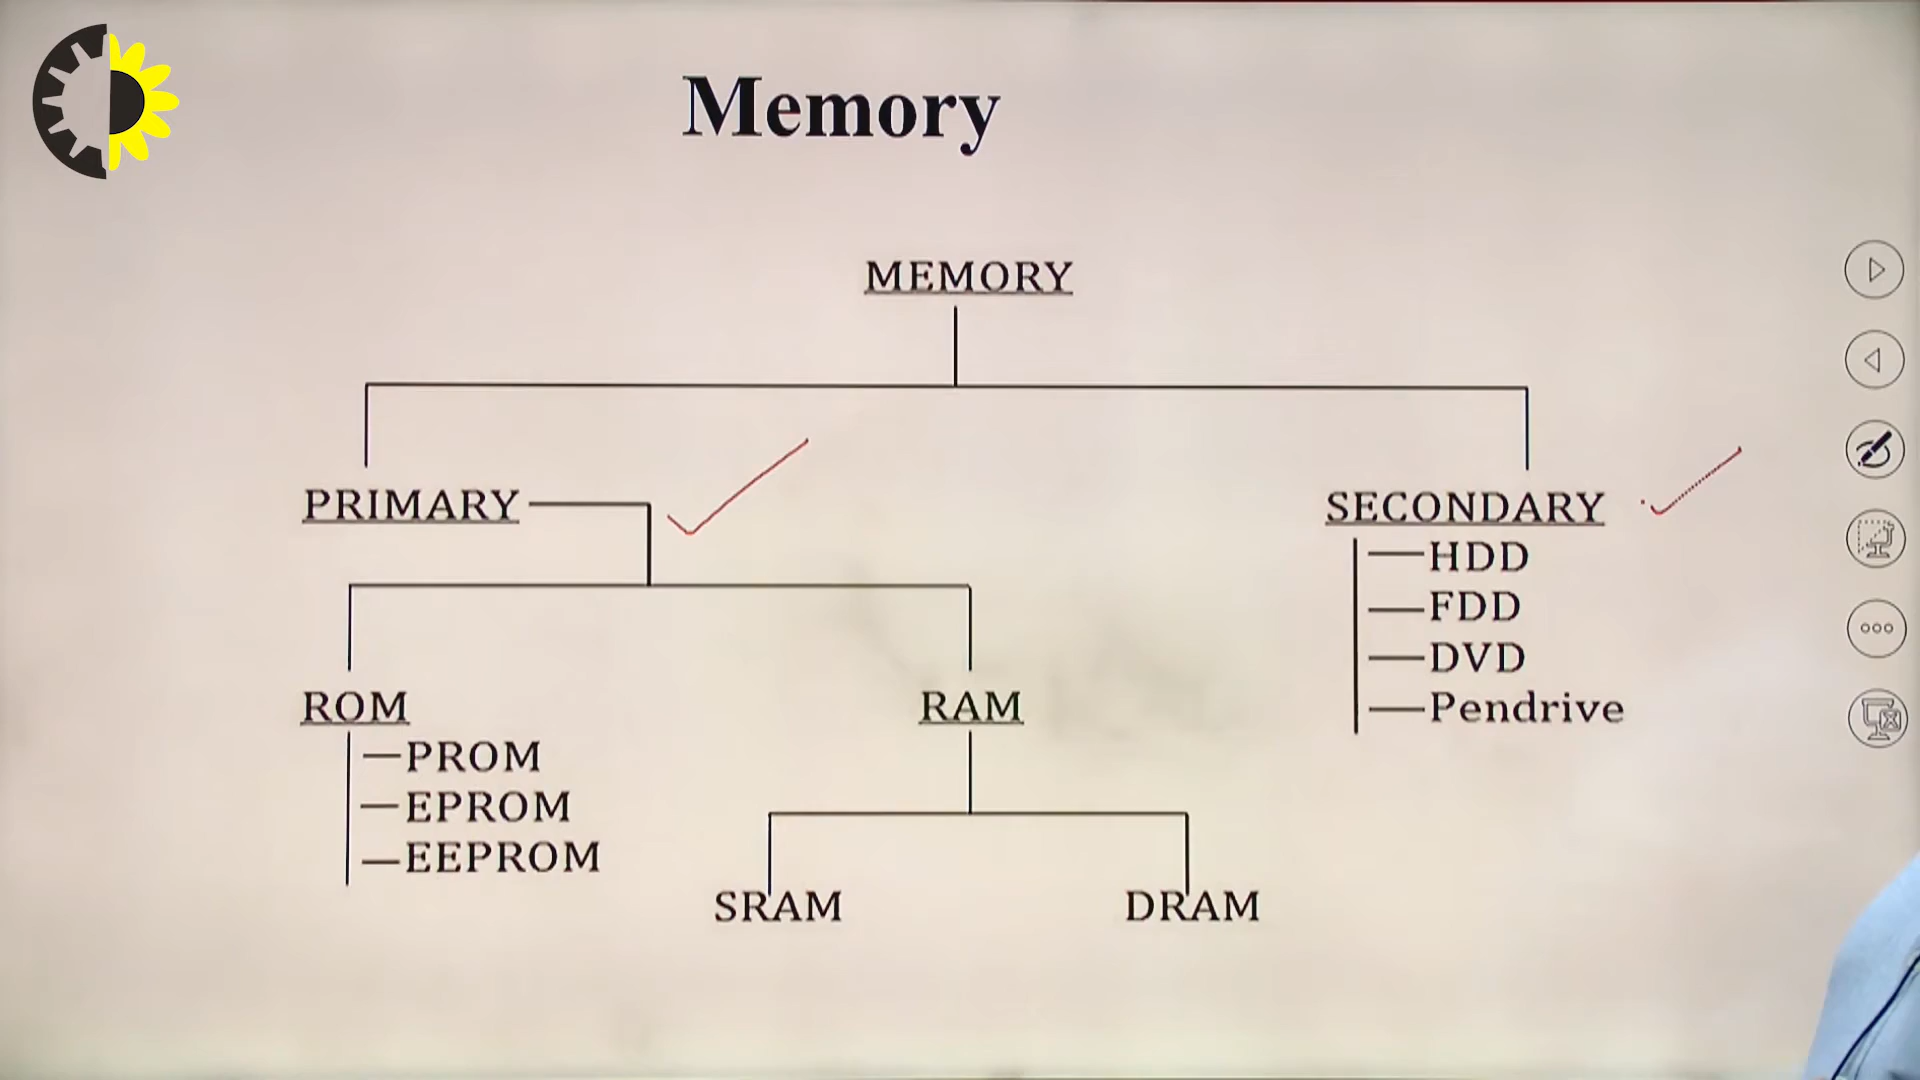 Memory
MEMORY
PRIMARY
SECONDARY
HDD
FDD
DVD
Pendrive
ROM
PROM
EPROM
EEPROM
RAM
SRAM
DRAM